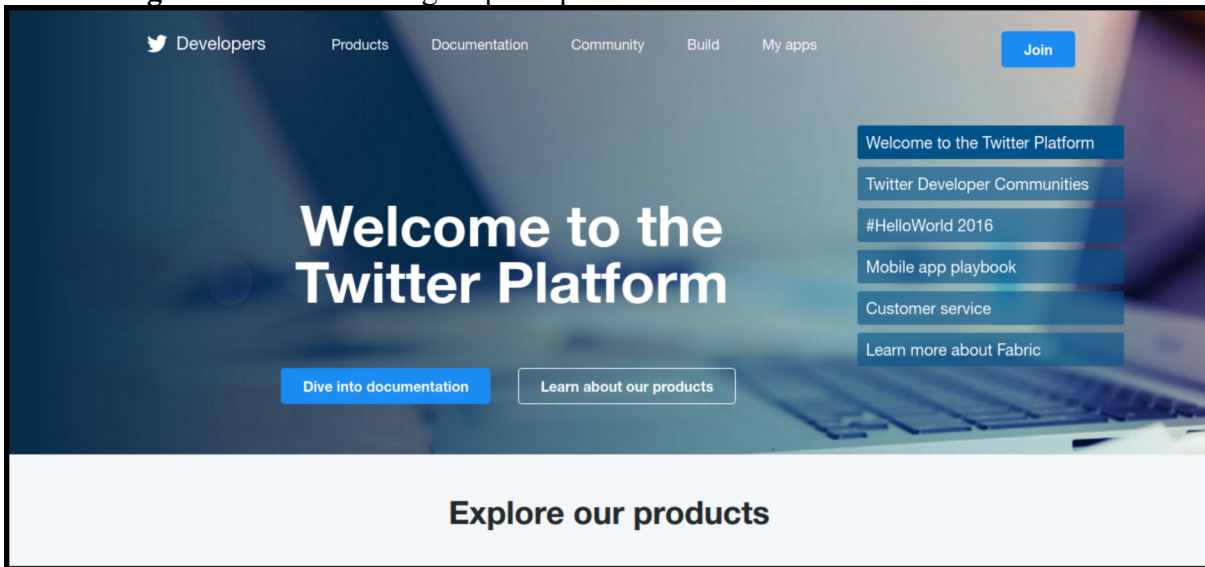 Developers Products Documentation Community Build My apps Join
Welcome to the Twitter Platform
Twitter Developer Communities
#HelloWorld 2016
Mobile app playbook
Customer service
Learn more about Fabric
Welcome to the
Twitter Platform
Dive into documentation Learn about our products
Explore our products